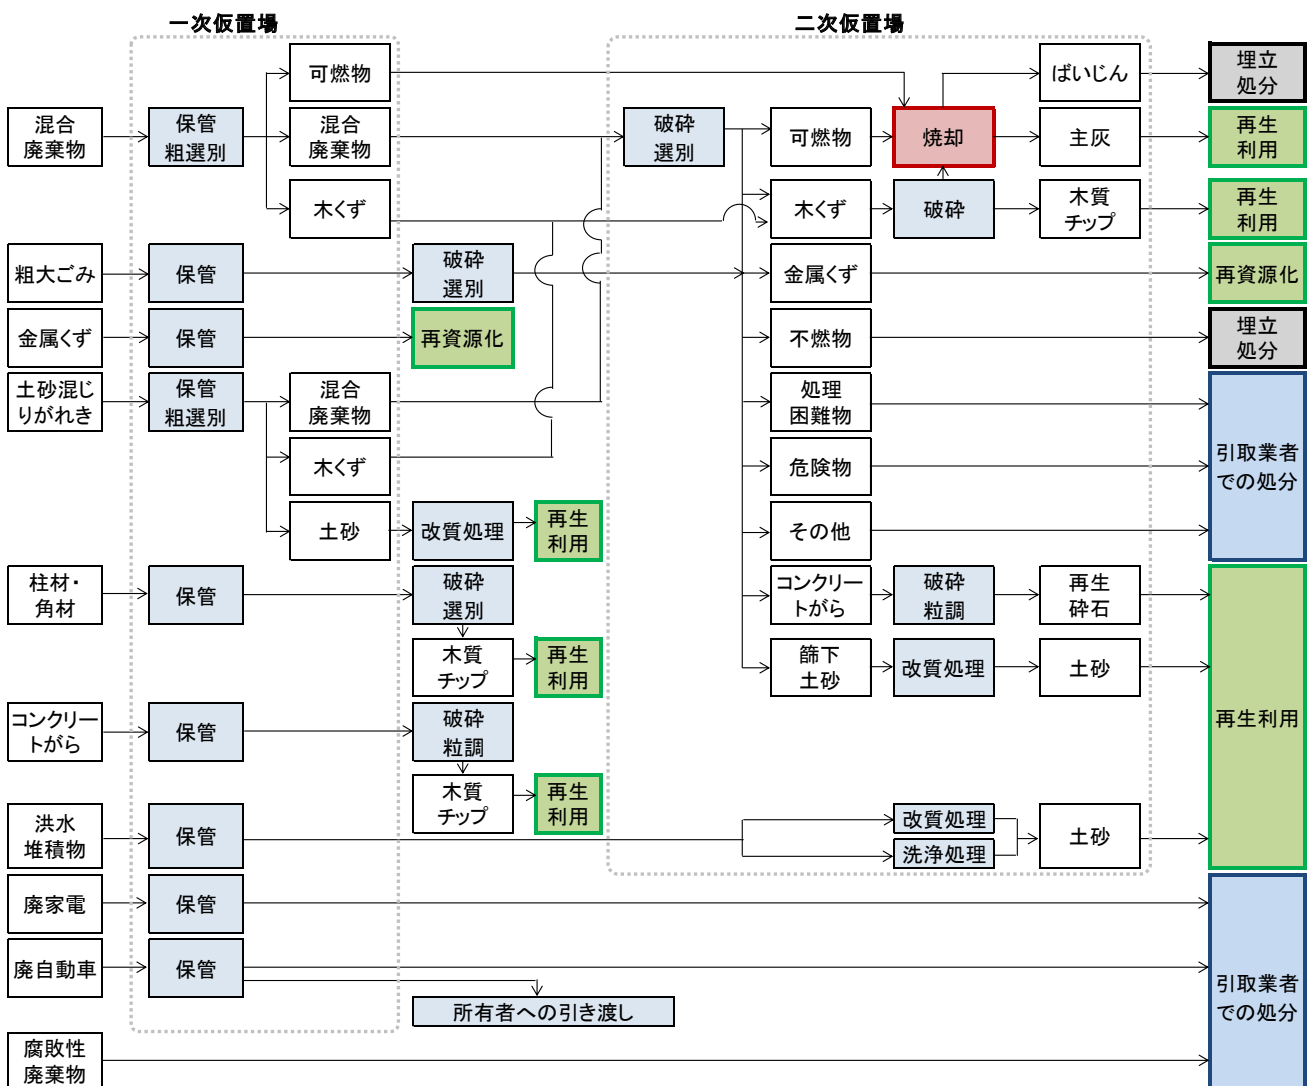 一次仮置場
二次仮置場
可燃物
ばいじん
埋立
処分
混合
廃棄物
保管
粗選別
混合
廃棄物
破砕
選別
可燃物
焼却
主灰
再生
利用
木くず
木くず
破砕
木質
チップ
再生
利用
粗大ごみ
保管
破砕
選別
金属くず
再資源化
金属くず
保管
再資源化
不燃物
埋立
処分
土砂混じ
りがれき
保管
粗選別
混合
廃棄物
処理
困難物
木くず
危険物
引取業者
での処分
土砂
改質処理
再生
利用
その他
柱材・
角材
保管
破砕
選別
コンクリー
トがら
破砕
粒調
再生
砕石
木質
チップ
再生
利用
篩下
土砂
改質処理
土砂
再生利用
コンクリー
トがら
保管
破砕
粒調
木質
チップ
再生
利用
洪水
堆積物
保管
改質処理
洗浄処理
土砂
廃家電
保管
廃自動車
保管
引取業者
での処分
所有者への引き渡し
腐敗性
廃棄物